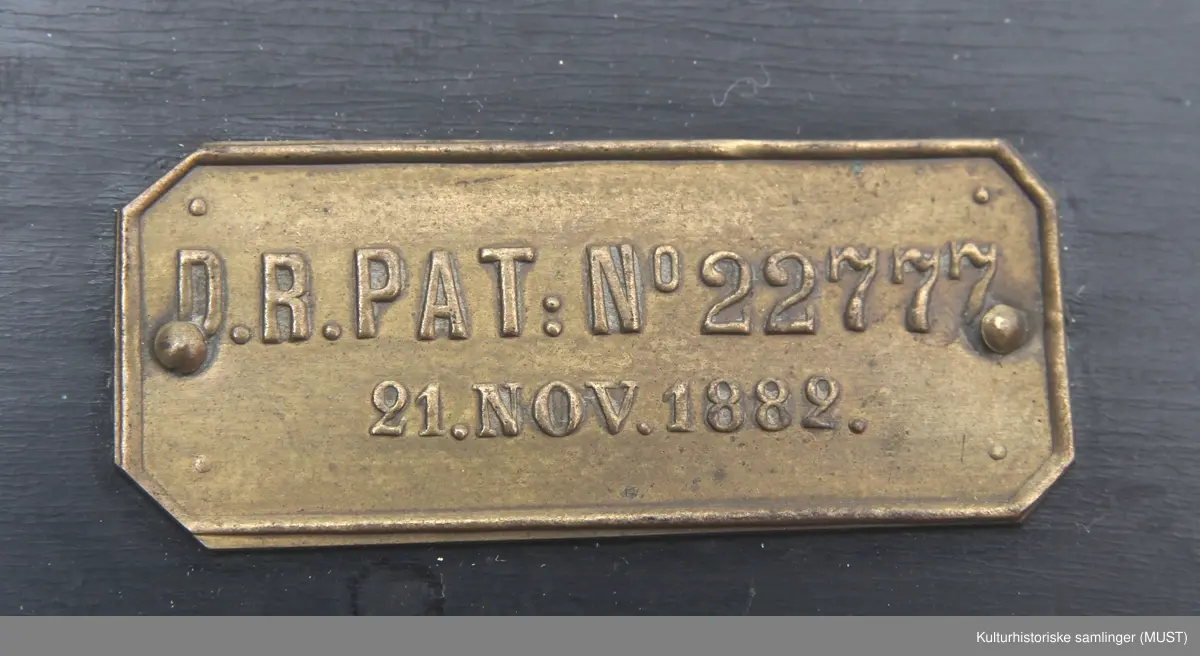 D.R.PAT: Nº 22777.
21.NOV.1882.
Kulturhistoriske samlinger (MUST)